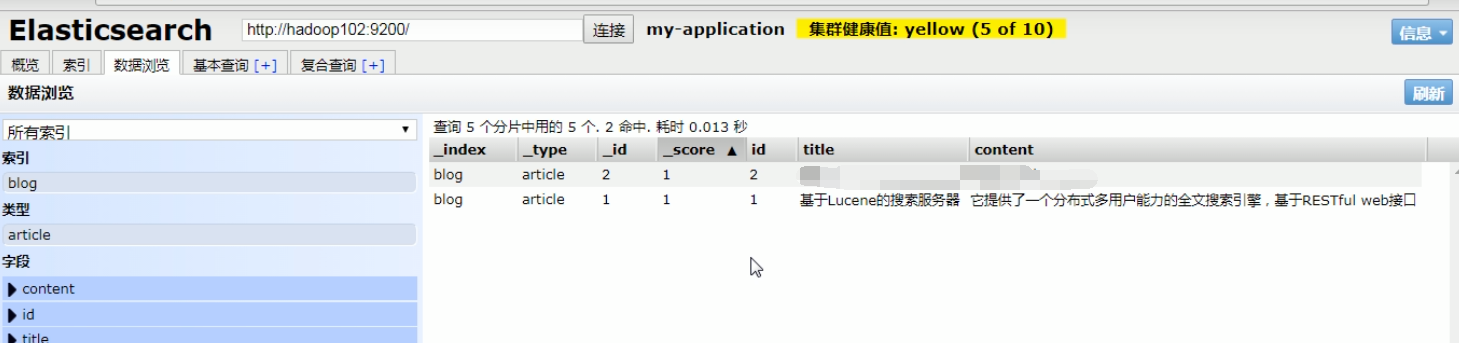 Elasticsearch http://hadoop102:9200/ 连接 my-application 集群健康值: yellow (5 of 10) 信息
概览 索引 数据浏览 基本查询 [+] 复合查询 [+]
数据浏览 刷新
所有索引
索引
blog
类型
article
字段
content
id
title
查询 5 个分片中用的 5 个. 2 命中. 耗时 0.013 秒
_index _type _id _score ▲ id title content
blog article 2 1 2
blog article 1 1 1 基于Lucene的搜索服务器 它提供了一个分布式多用户能力的全文搜索引擎，基于RESTful web接口